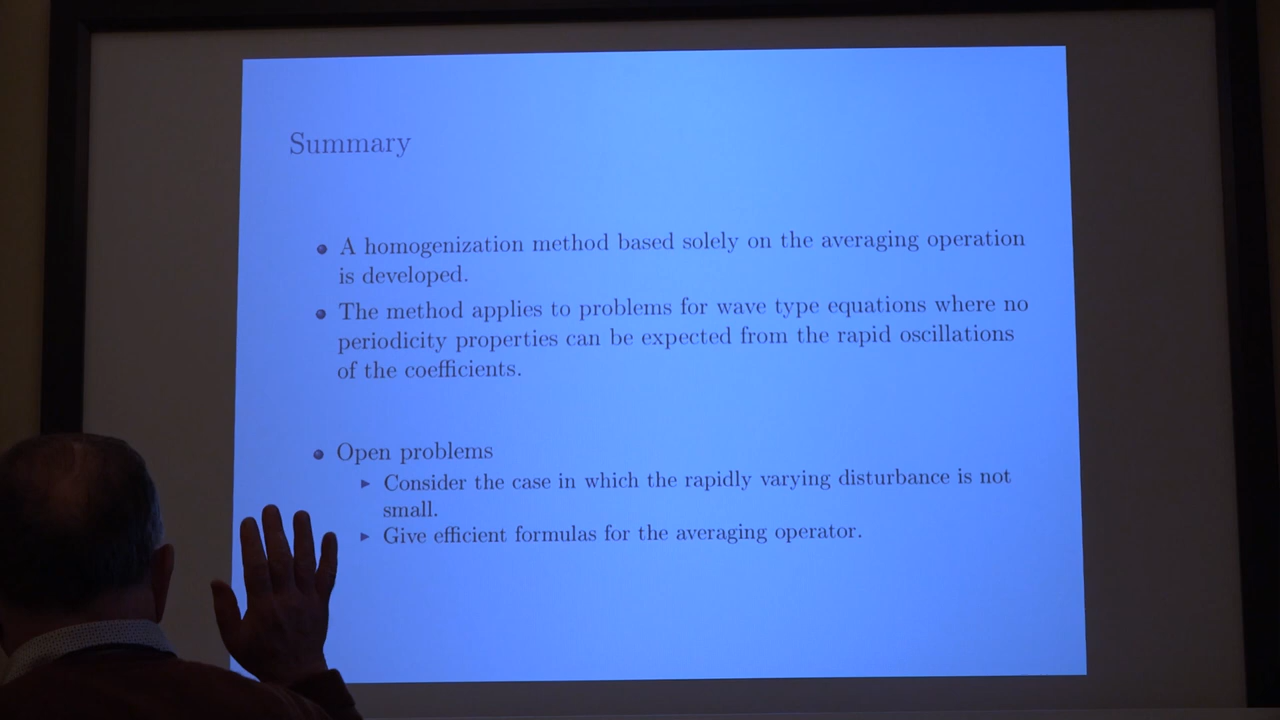 Summary
A homogenization method based solely on the averaging operation
is developed.
The method applies to problems for wave type equations where no
periodicity properties can be expected from the rapid oscillations
of the coefficients.
Open problems
Consider the case in which the rapidly varying disturbance is not
small.
Give efficient formulas for the averaging operator.